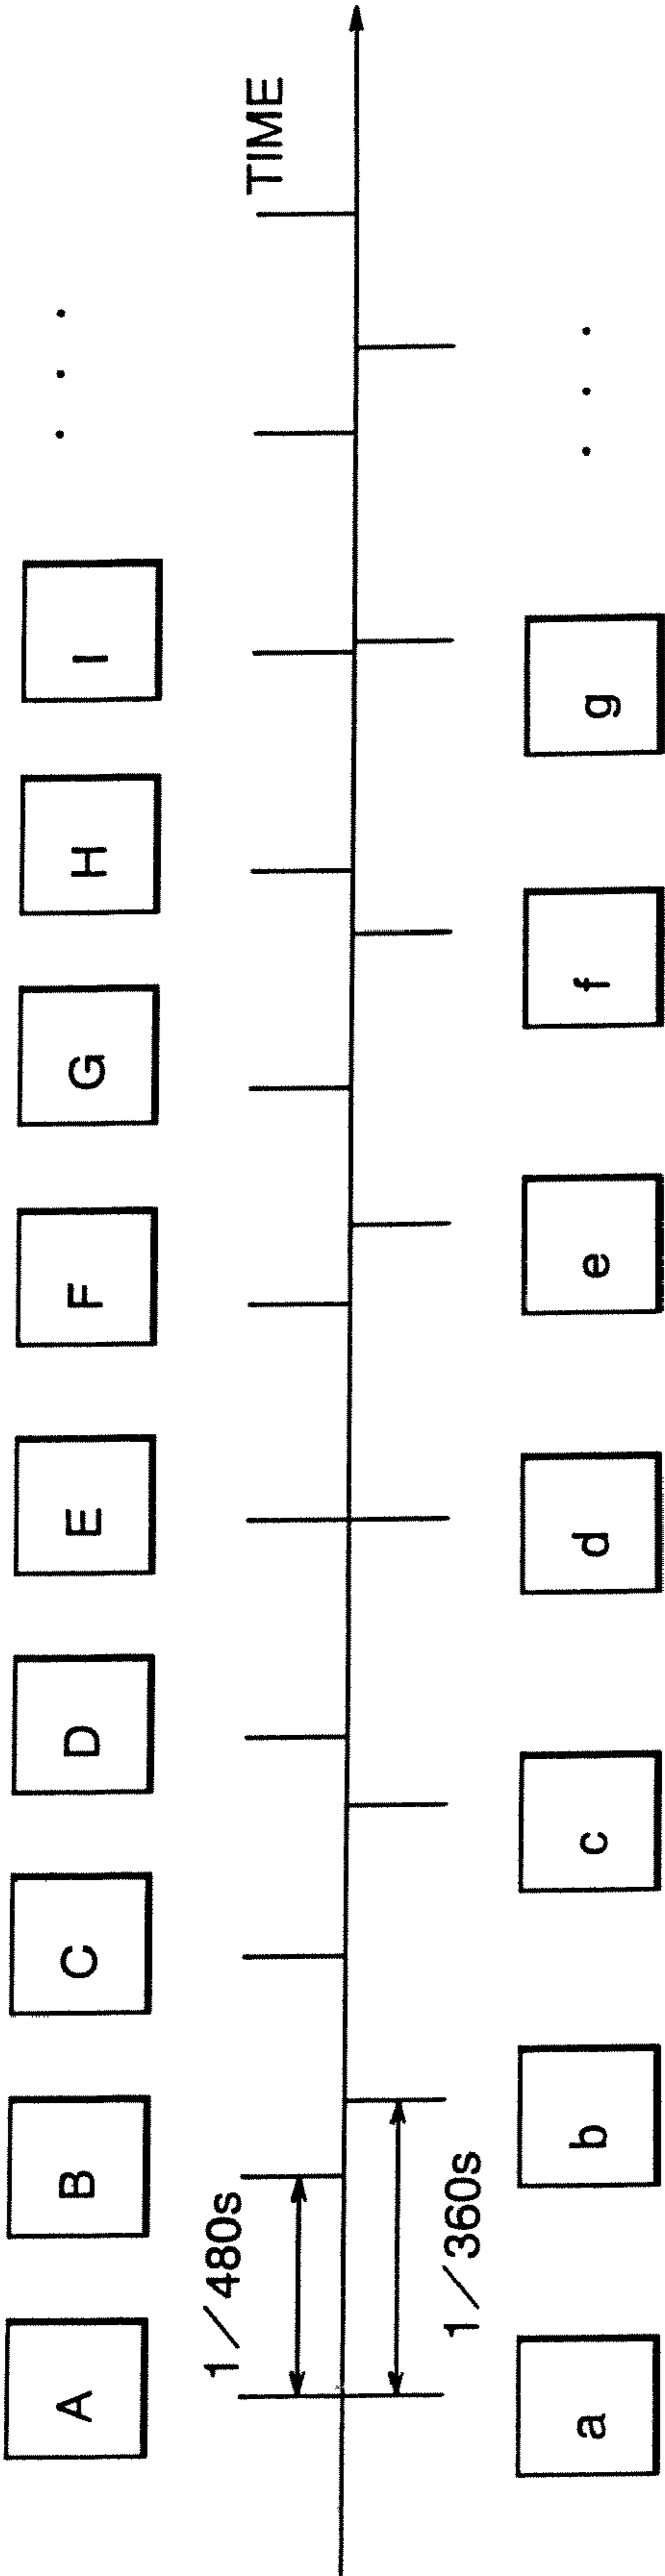 A B C D E F G H I . . .
1/480s
TIME
1/360s
a b c d e f g . . .